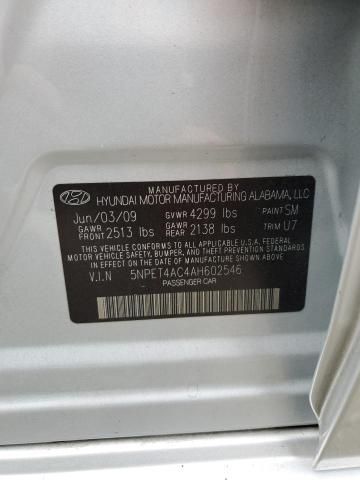 HYUNDAI MOTOR MANUFACTURING ALABAMA, LLC
Jun/03/09 GVWR 4299 lbs PAINT SM
GAWR FRONT 2513 lbs GAWR REAR 2138 lbs TRIM U7
THIS VEHICLE CONFORMS TO ALL APPLICABLE
FEDERAL MOTOR VEHICLE
SAFETY, BUMPER, AND THEFT PREVENTION
STANDARDS IN EFFECT ON THE DATE OF
MANUFACTURE SHOWN ABOVE.
V.I.N 5NPET4AC4AH602546
PASSENGER CAR